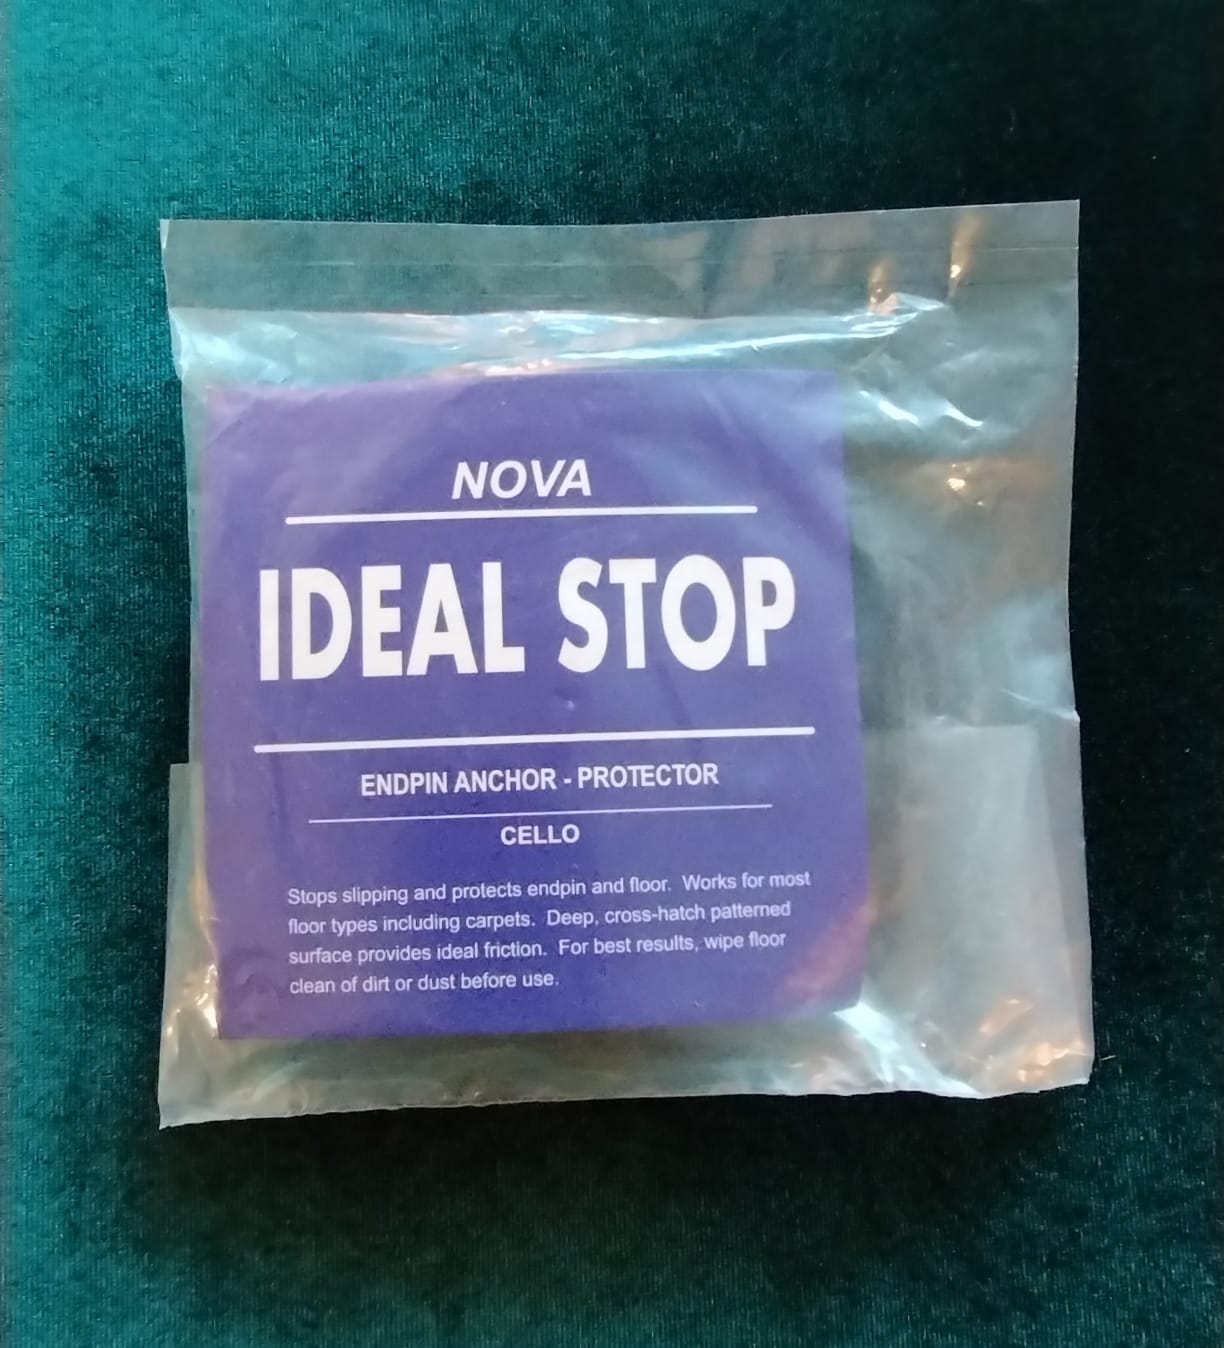 NOVA
IDEAL STOP
ENDPIN ANCHOR - PROTECTOR
CELLO
Stops slipping and protects endpin and floor. Works for most
floor types including carpets. Deep, cross-hatch patterned
surface provides ideal friction. For best results, wipe floor
clean of dirt or dust before use.